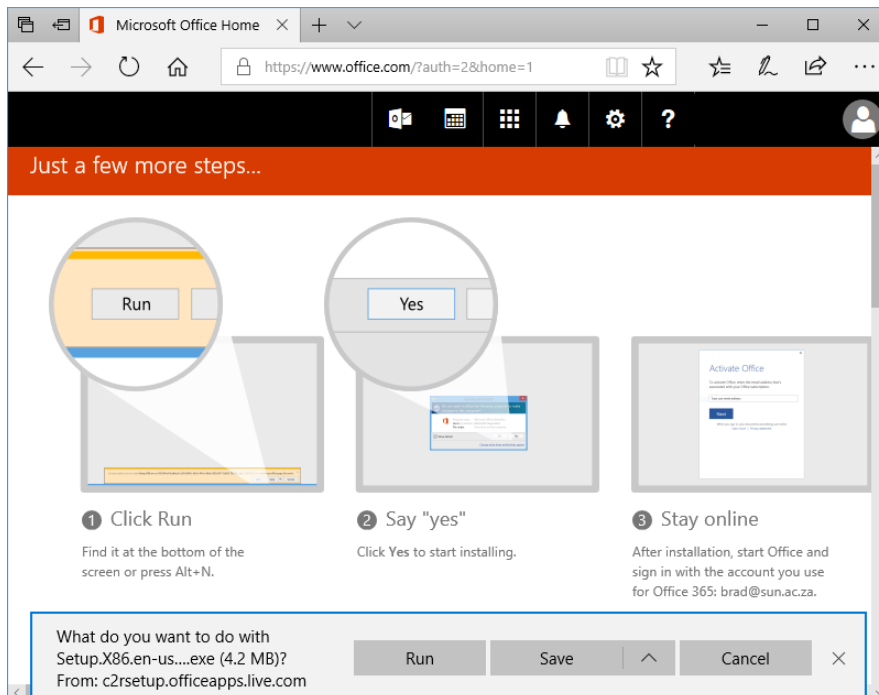 Microsoft Office Home
https://www.office.com/?auth=2&home=1
?
Just a few more steps...
Run
Yes
Activate Office
Next
1 Click Run
Find it at the bottom of the
screen or press Alt+N.
2 Say "yes"
Click Yes to start installing.
3 Stay online
After installation, start Office and
sign in with the account you use
for Office 365: brad@sun.ac.za.
What do you want to do with
Setup.X86.en-us....exe (4.2 MB)?
From: c2rsetup.officeapps.live.com
Run
Save
Cancel